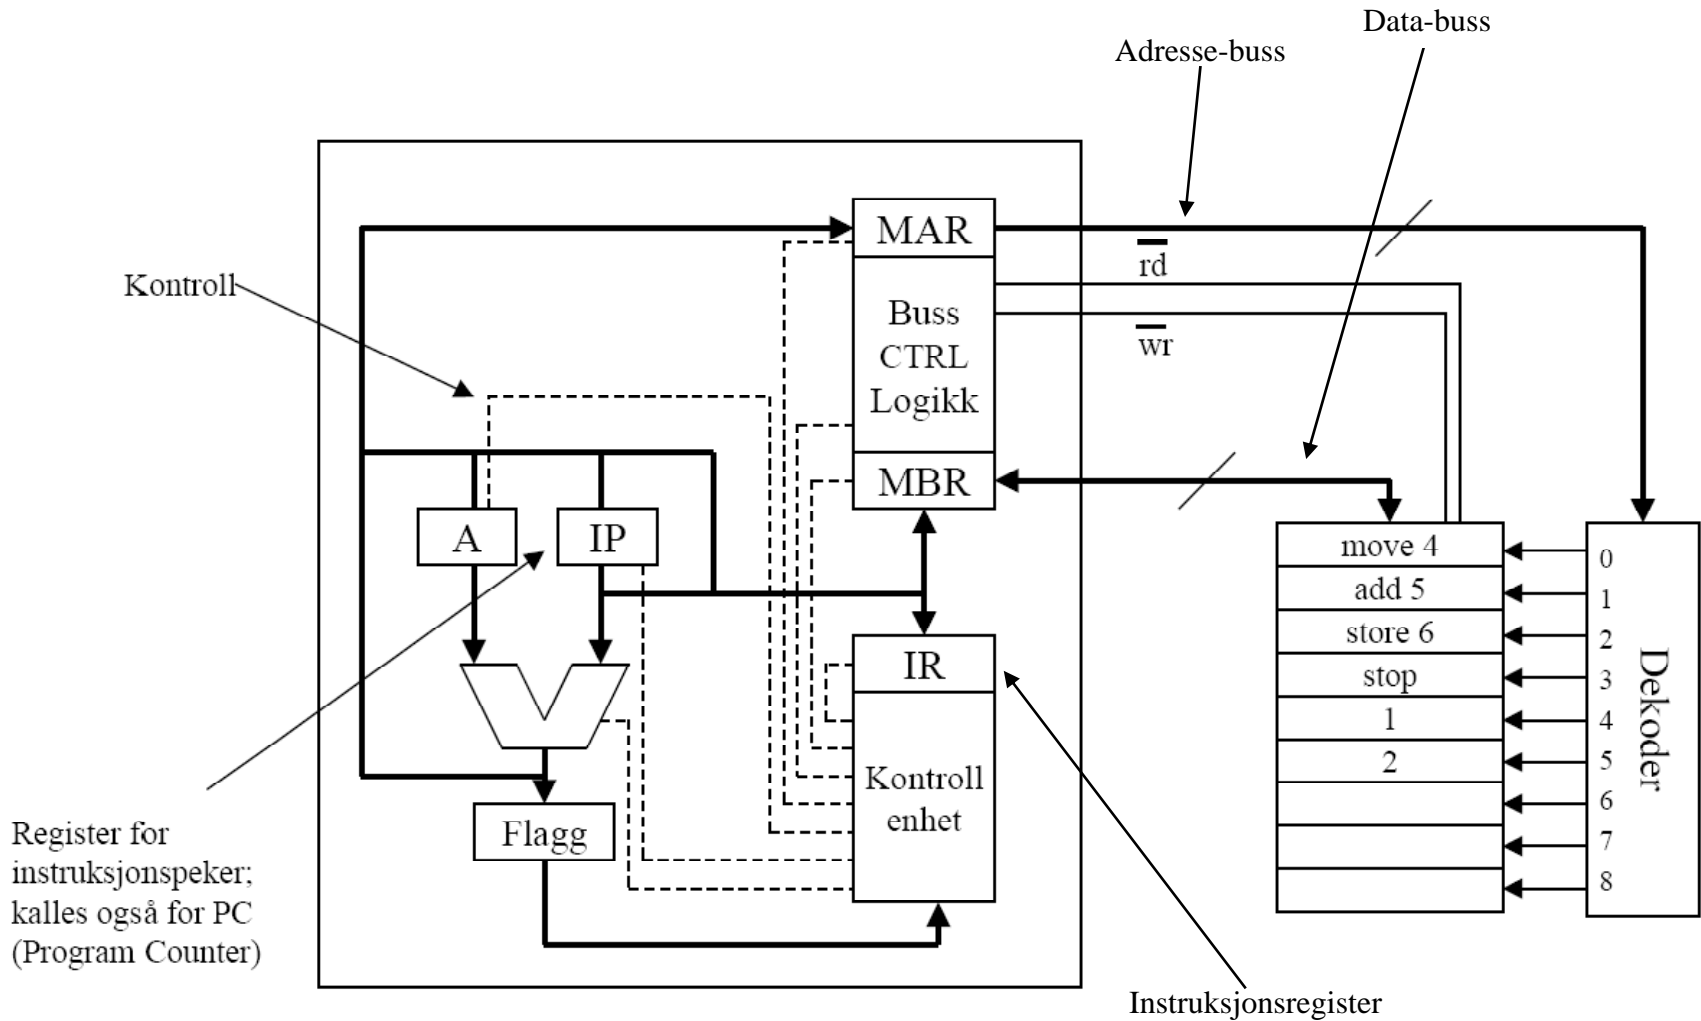 Data-buss
Adresse-buss
MAR
rd
Kontroll
Buss
CTRL
Logikk
wr
MBR
A
IP
move 4
0
add 5
1
store 6
2
IR
stop
3
1
4
2
5
Dekoder
Kontroll
enhet
6
Flagg
7
8
Register for
instruksjonspeker;
kalles også for PC
(Program Counter)
Instruksjonsregister